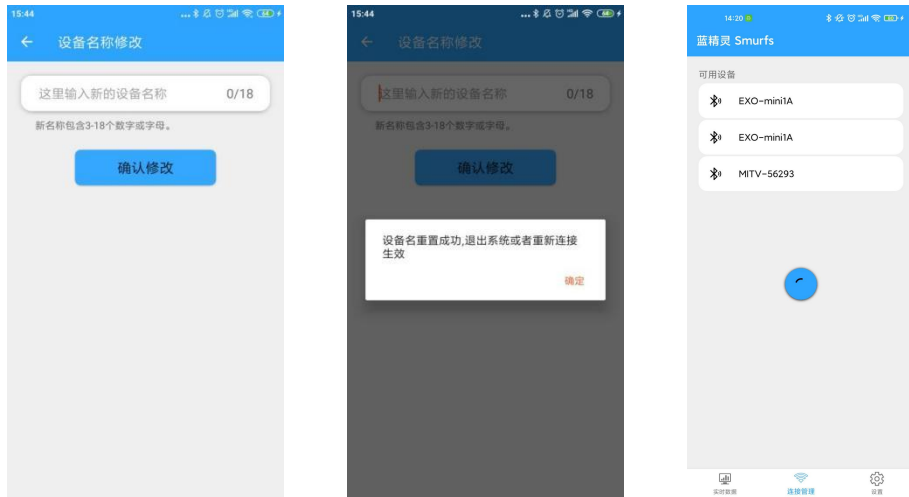 15:44
设备名称修改
这里输入新的设备名称 0/18
新名称包含3-18个数字或字母。
确认修改
15:44
设备名称修改
这里输入新的设备名称 0/18
新名称包含3-18个数字或字母。
确认修改
设备名重置成功,退出系统或者重新连接
生效
确定
14:20
蓝精灵 Smurfs
可用设备
EXO-mini1A
EXO-mini1A
MITV-56293
实时数据 连接管理 设置